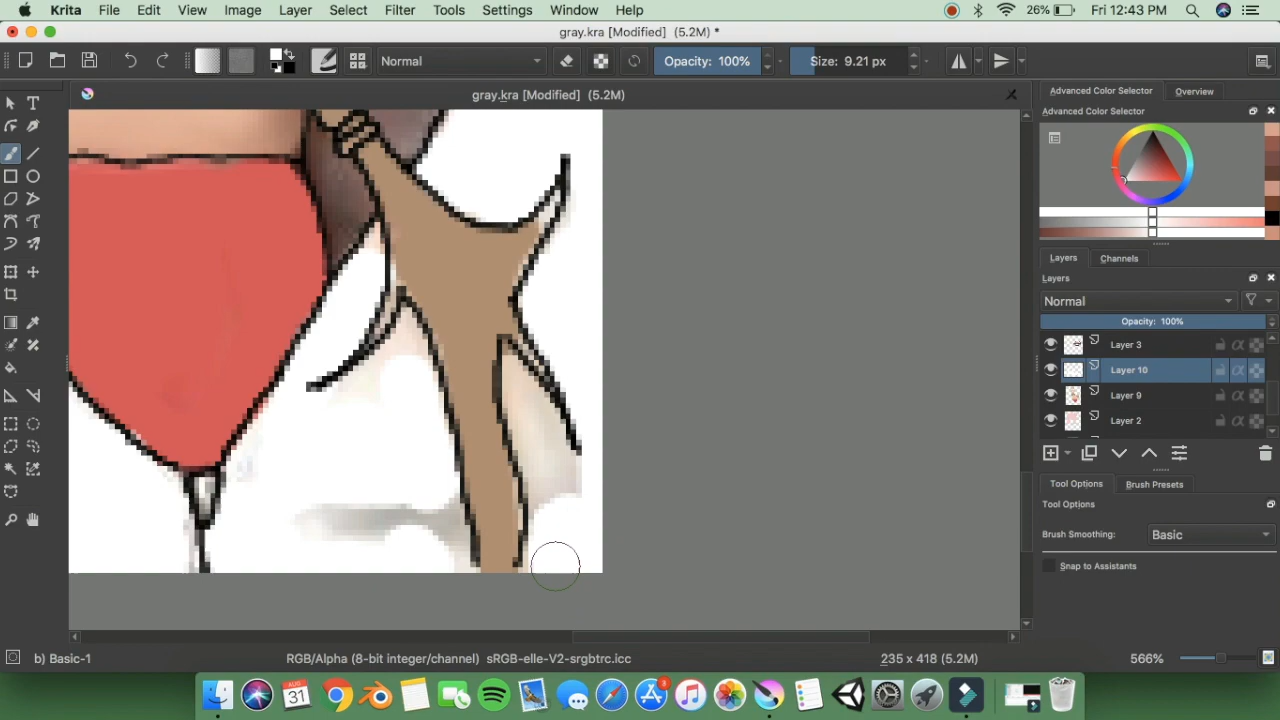 Krita File Edit View Image Layer Select Filter Tools Settings Window Help 26% Fri 12:43 PM
gray.kra [Modified] (5.2M) *
Normal Opacity: 100% Size: 9.21 px
gray.kra [Modified] (5.2M)
Advanced Color Selector Overview
Advanced Color Selector
Layers Channels
Layers
Normal
Opacity: 100%
Layer 3
Layer 10
Layer 9
Layer 2
Tool Options Brush Presets
Tool Options
Brush Smoothing: Basic
Snap to Assistants
b) Basic-1 RGB/Alpha (8-bit integer/channel) sRGB-elle-V2-srgbtrc.icc 235 x 418 (5.2M) 566%
AUG
31
3